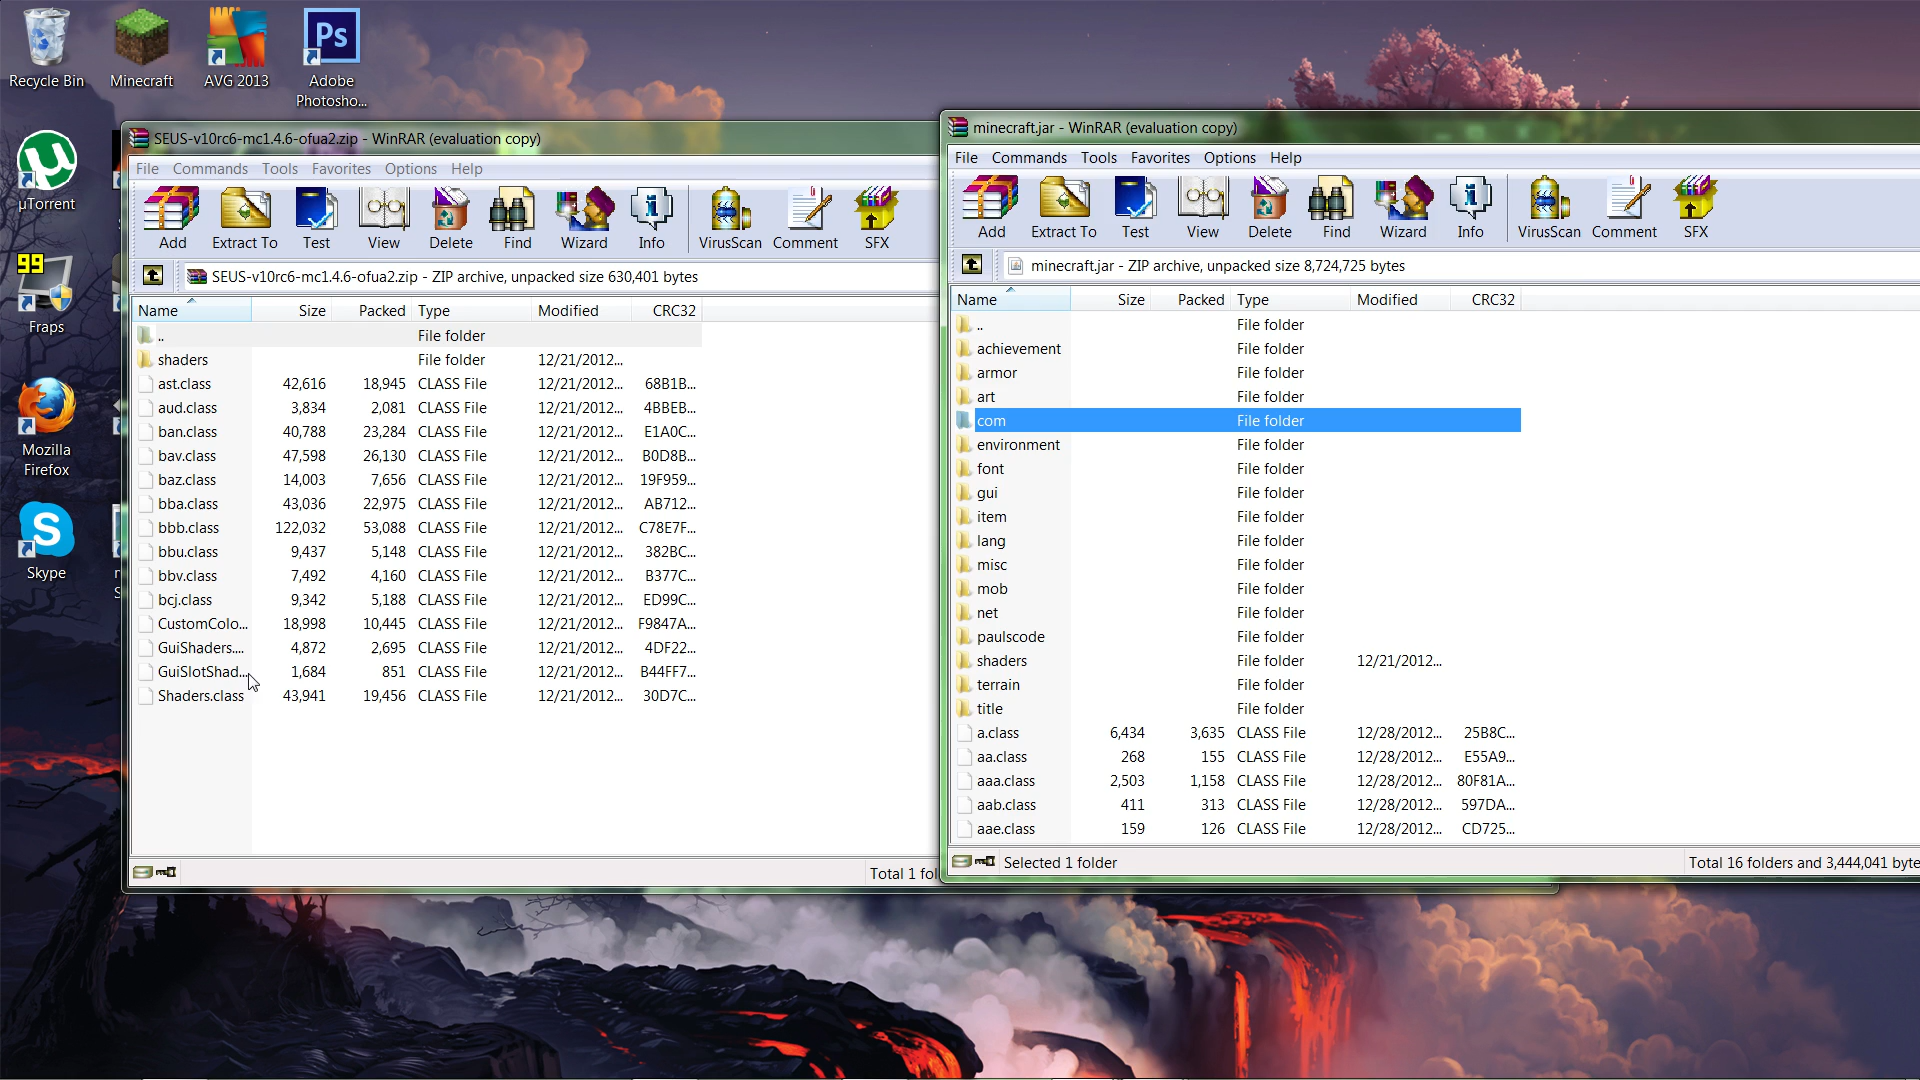 Recycle Bin
Minecraft
AVG 2013
Ps
Adobe
Photosho...
µTorrent
99
Fraps
Mozilla
Firefox
S
Skype
SEUS-v10rc6-mc1.4.6-ofua2.zip - WinRAR (evaluation copy)
File Commands Tools Favorites Options Help
Add Extract To Test View Delete Find Wizard Info VirusScan Comment SFX
SEUS-v10rc6-mc1.4.6-ofua2.zip - ZIP archive, unpacked size 630,401 bytes
Name Size Packed Type Modified CRC32
.. File folder
shaders File folder 12/21/2012...
ast.class 42,616 18,945 CLASS File 12/21/2012... 68B1B...
aud.class 3,834 2,081 CLASS File 12/21/2012... 4BBEB...
ban.class 40,788 23,284 CLASS File 12/21/2012... E1A0C...
bav.class 47,598 26,130 CLASS File 12/21/2012... B0D8B...
baz.class 14,003 7,656 CLASS File 12/21/2012... 19F959...
bba.class 43,036 22,975 CLASS File 12/21/2012... AB712...
bbb.class 122,032 53,088 CLASS File 12/21/2012... C78E7F...
bbu.class 9,437 5,148 CLASS File 12/21/2012... 382BC...
bbv.class 7,492 4,160 CLASS File 12/21/2012... B377C...
bcj.class 9,342 5,188 CLASS File 12/21/2012... ED99C...
CustomColo... 18,998 10,445 CLASS File 12/21/2012... F9847A...
GuiShaders.... 4,872 2,695 CLASS File 12/21/2012... 4DF22...
GuiSlotShad... 1,684 851 CLASS File 12/21/2012... B44FF7...
Shaders.class 43,941 19,456 CLASS File 12/21/2012... 30D7C...
Total 1 fol
minecraft.jar - WinRAR (evaluation copy)
File Commands Tools Favorites Options Help
Add Extract To Test View Delete Find Wizard Info VirusScan Comment SFX
minecraft.jar - ZIP archive, unpacked size 8,724,725 bytes
Name Size Packed Type Modified CRC32
.. File folder
achievement File folder
armor File folder
art File folder
com File folder
environment File folder
font File folder
gui File folder
item File folder
lang File folder
misc File folder
mob File folder
net File folder
paulscode File folder
shaders File folder 12/21/2012...
terrain File folder
title File folder
a.class 6,434 3,635 CLASS File 12/28/2012... 25B8C...
aa.class 268 155 CLASS File 12/28/2012... E55A9...
aaa.class 2,503 1,158 CLASS File 12/28/2012... 80F81A...
aab.class 411 313 CLASS File 12/28/2012... 597DA...
aae.class 159 126 CLASS File 12/28/2012... CD725...
Selected 1 folder
Total 16 folders and 3,444,041 byte